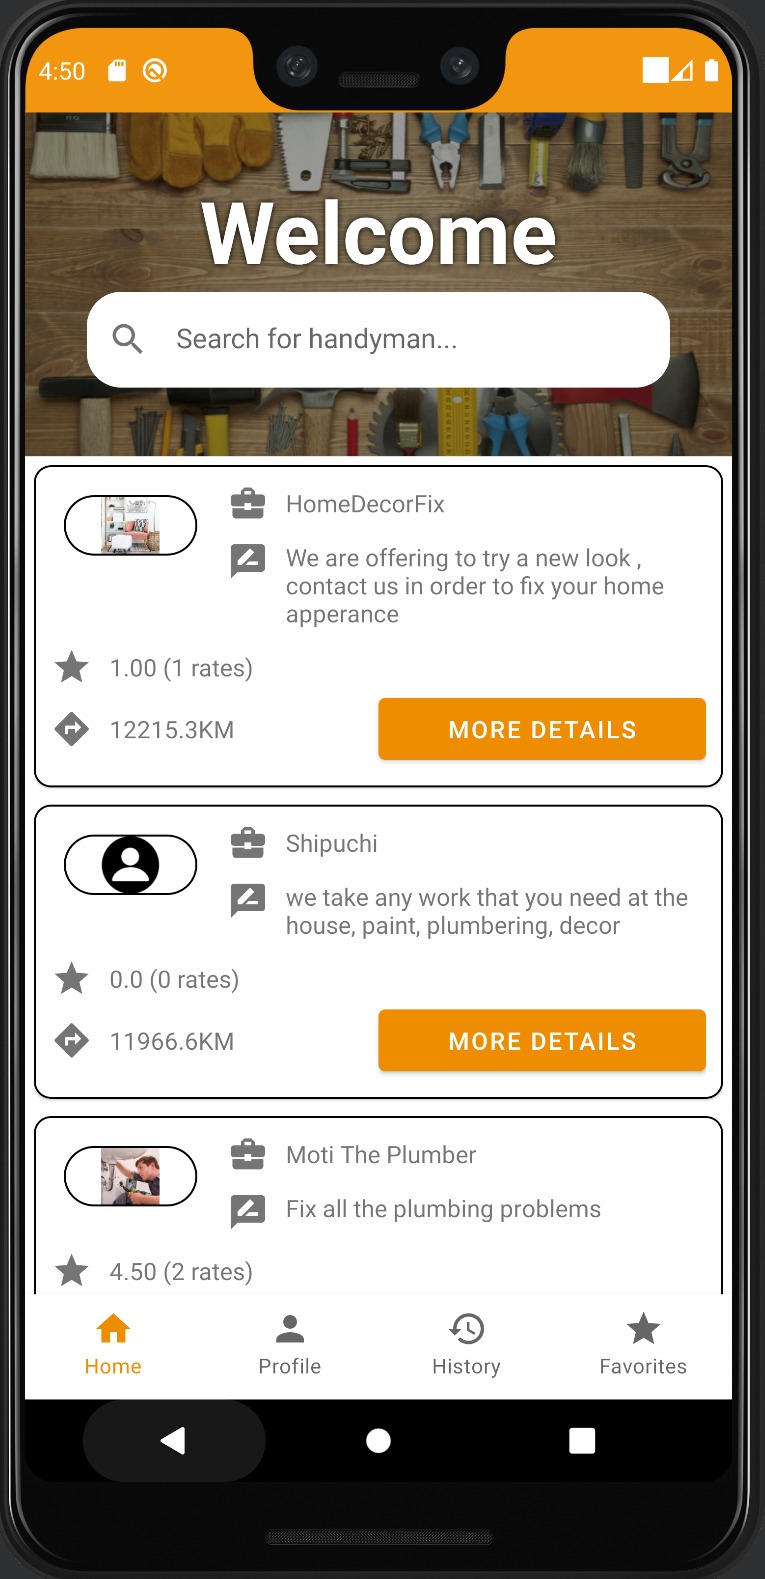 4:50
Welcome
Search for handyman...
HomeDecorFix
We are offering to try a new look ,
contact us in order to fix your home
apperance
1.00 (1 rates)
12215.3KM
MORE DETAILS
Shipuchi
we take any work that you need at the
house, paint, plumbering, decor
0.0 (0 rates)
11966.6KM
MORE DETAILS
Moti The Plumber
Fix all the plumbing problems
4.50 (2 rates)
Home
Profile
History
Favorites